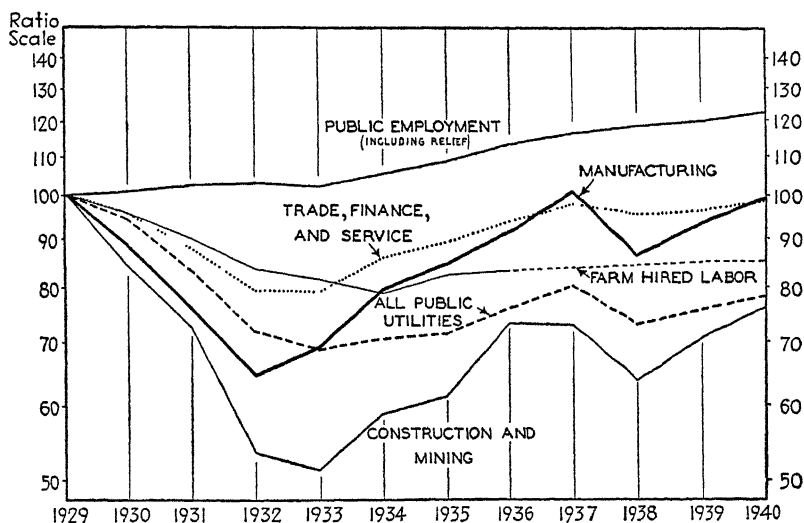 Ratio
Scale
140
130
120
110
100
90
80
70
60
50
140
130
120
110
100
90
80
70
60
50
PUBLIC EMPLOYMENT
(INCLUDING RELIEF)
MANUFACTURING
TRADE, FINANCE,
AND SERVICE
FARM HIRED LABOR
ALL PUBLIC
UTILITIES
CONSTRUCTION AND
MINING
1929 1930 1931 1932 1933 1934 1935 1936 1937 1938 1939 1940